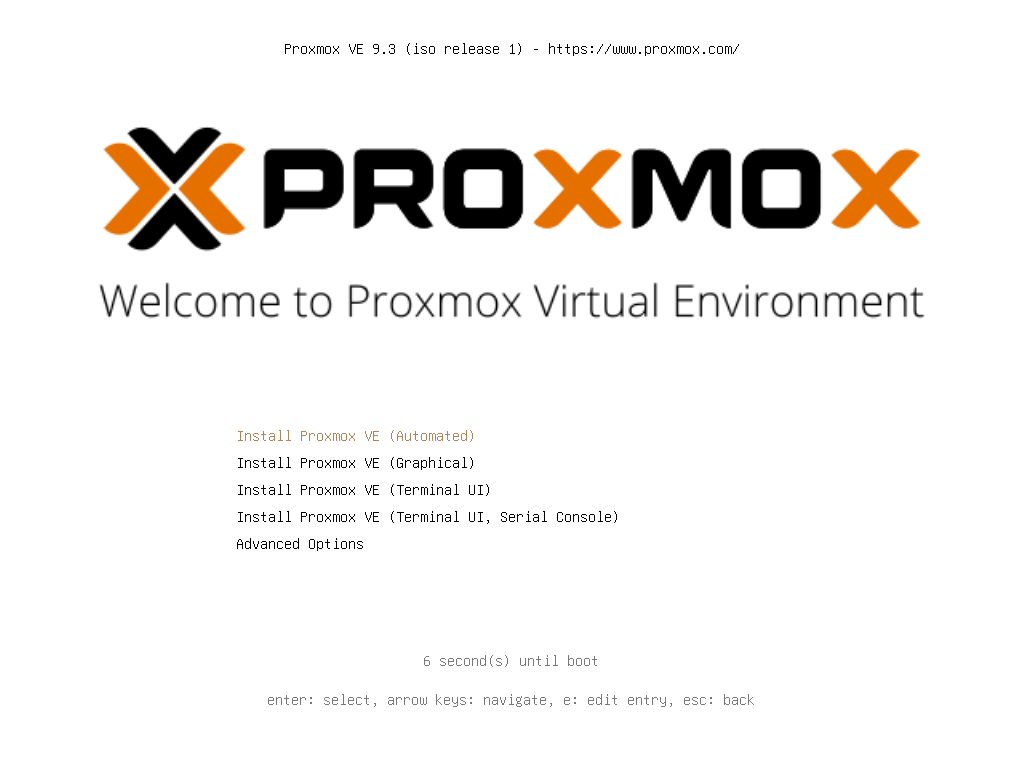 Proxmox VE 9.3 (iso release 1) - https://www.proxmox.com/
PROXMOX
Welcome to Proxmox Virtual Environment
Install Proxmox VE (Automated)
Install Proxmox VE (Graphical)
Install Proxmox VE (Terminal UI)
Install Proxmox VE (Terminal UI, Serial Console)
Advanced Options
6 second(s) until boot
enter: select, arrow keys: navigate, e: edit entry, esc: back